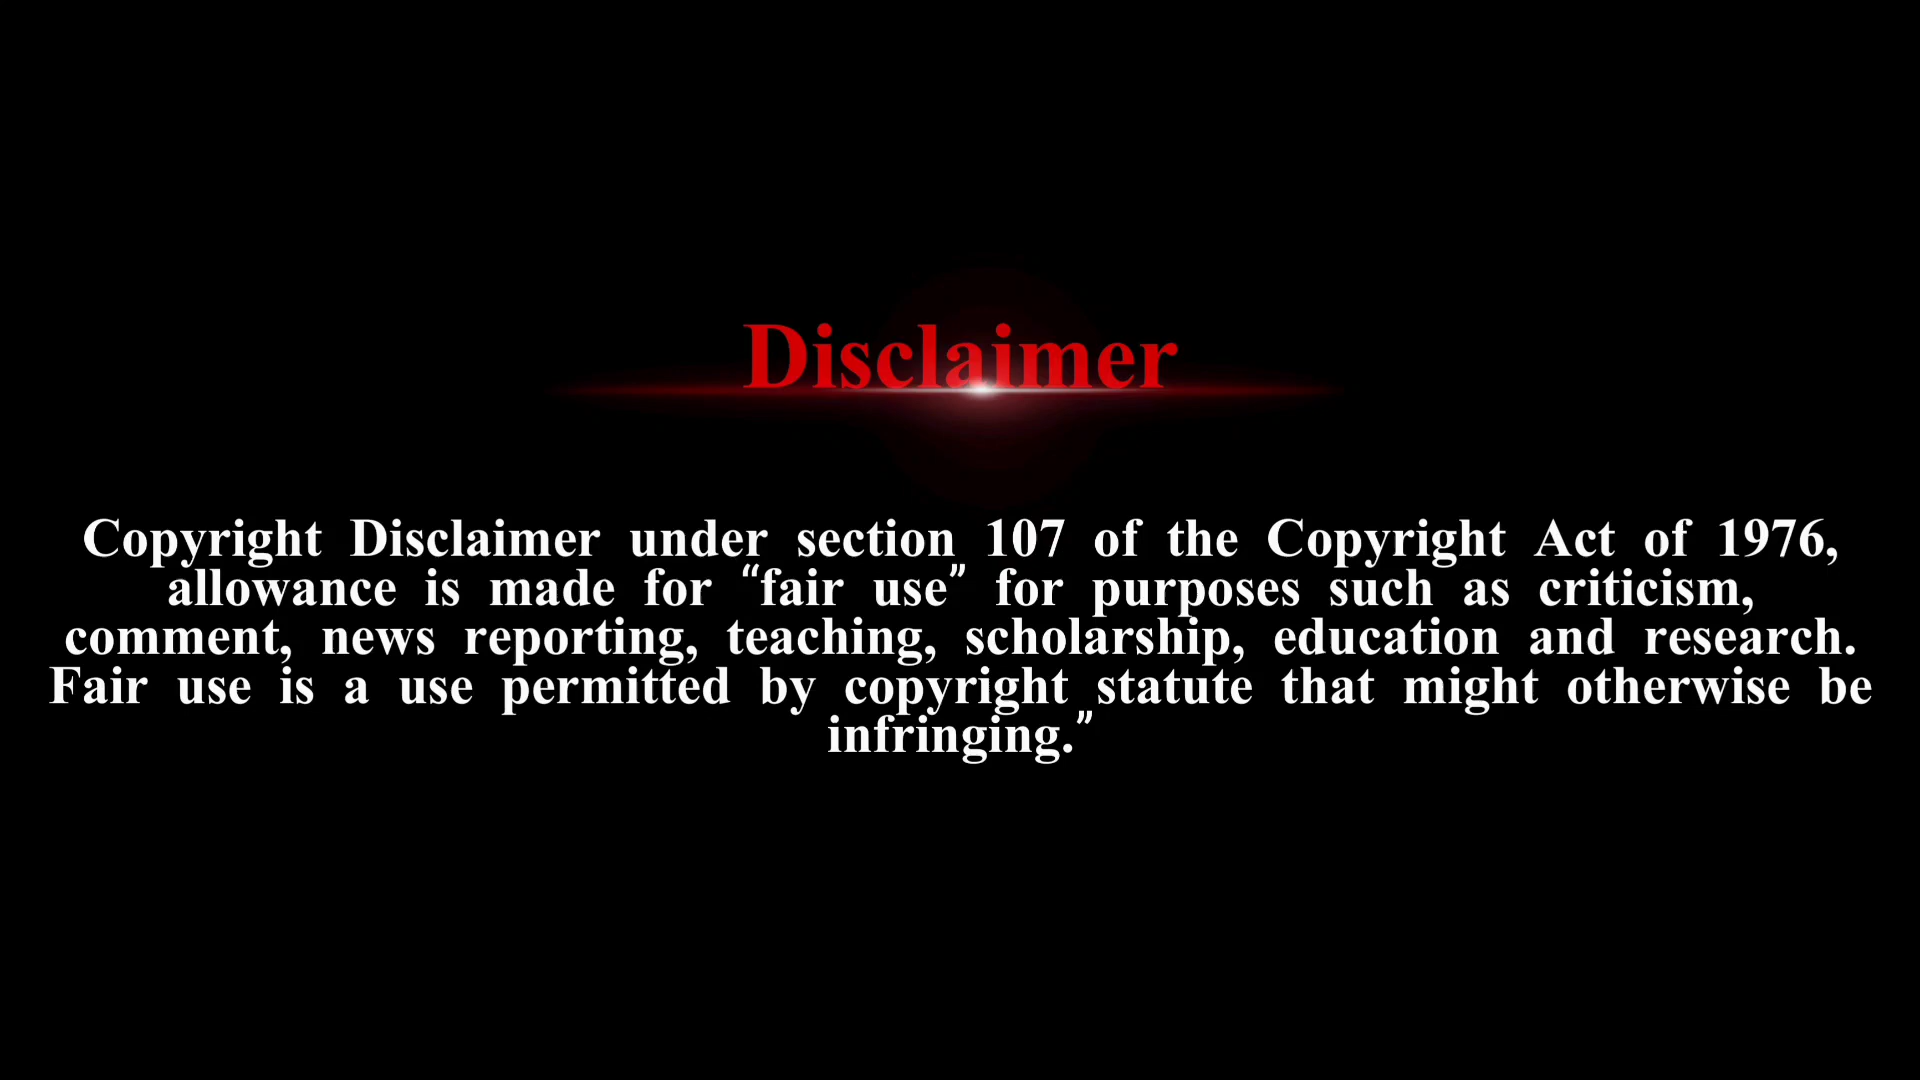 Disclaimer
Copyright Disclaimer under section 107 of the Copyright Act of 1976,
allowance is made for “fair use” for purposes such as criticism,
comment, news reporting, teaching, scholarship, education and research.
Fair use is a use permitted by copyright statute that might otherwise be
infringing.”